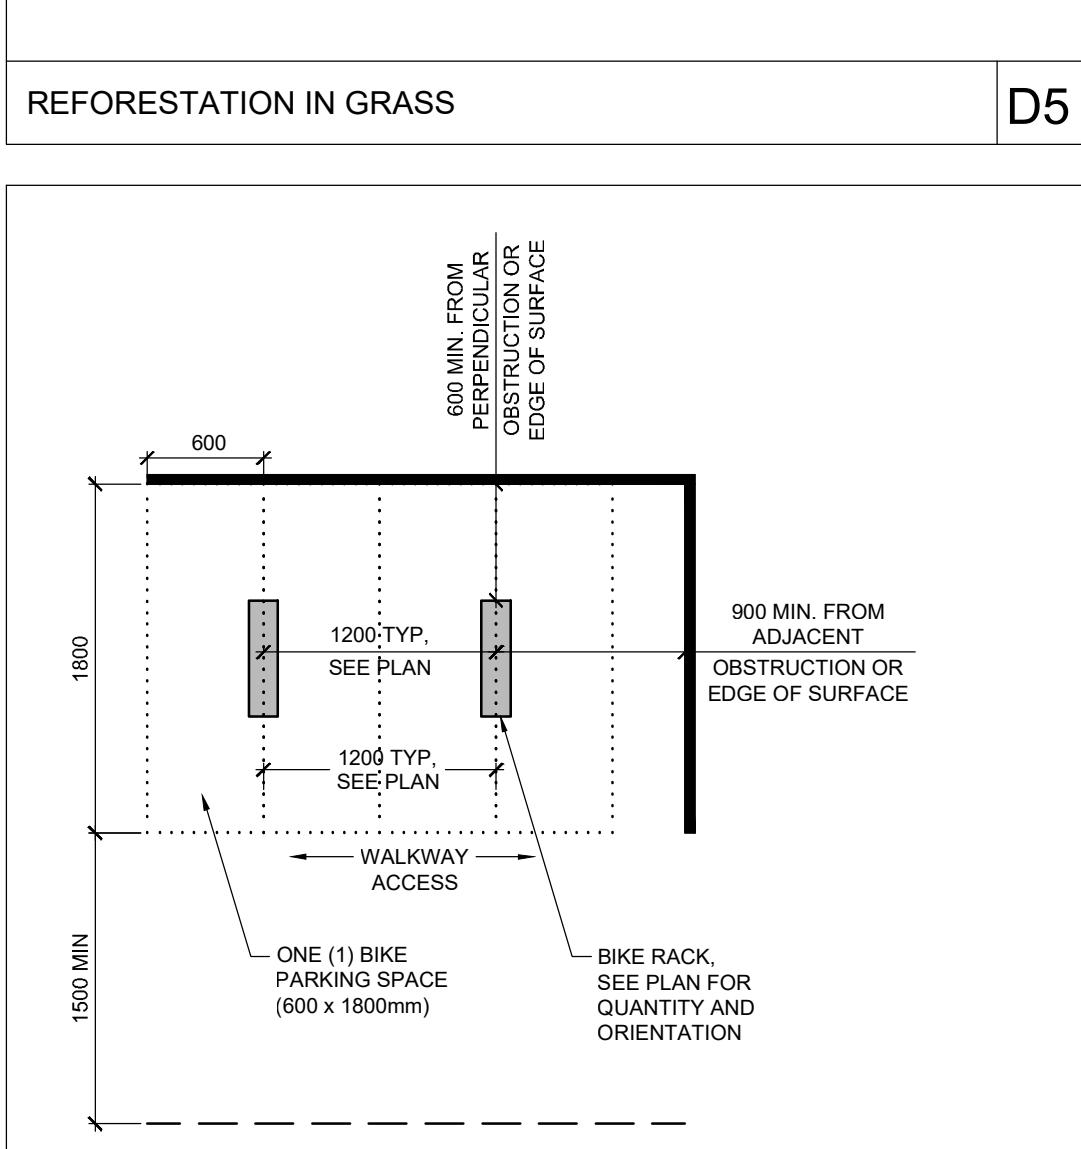 REFORESTATION IN GRASS
D5
600 MIN. FROM
PERPENDICULAR
OBSTRUCTION OR
EDGE OF SURFACE
600
1800
1200 TYP,
SEE PLAN
900 MIN. FROM
ADJACENT
OBSTRUCTION OR
EDGE OF SURFACE
1200 TYP,
SEE PLAN
WALKWAY
ACCESS
1500 MIN
ONE (1) BIKE
PARKING SPACE
(600 x 1800mm)
BIKE RACK,
SEE PLAN FOR
QUANTITY AND
ORIENTATION